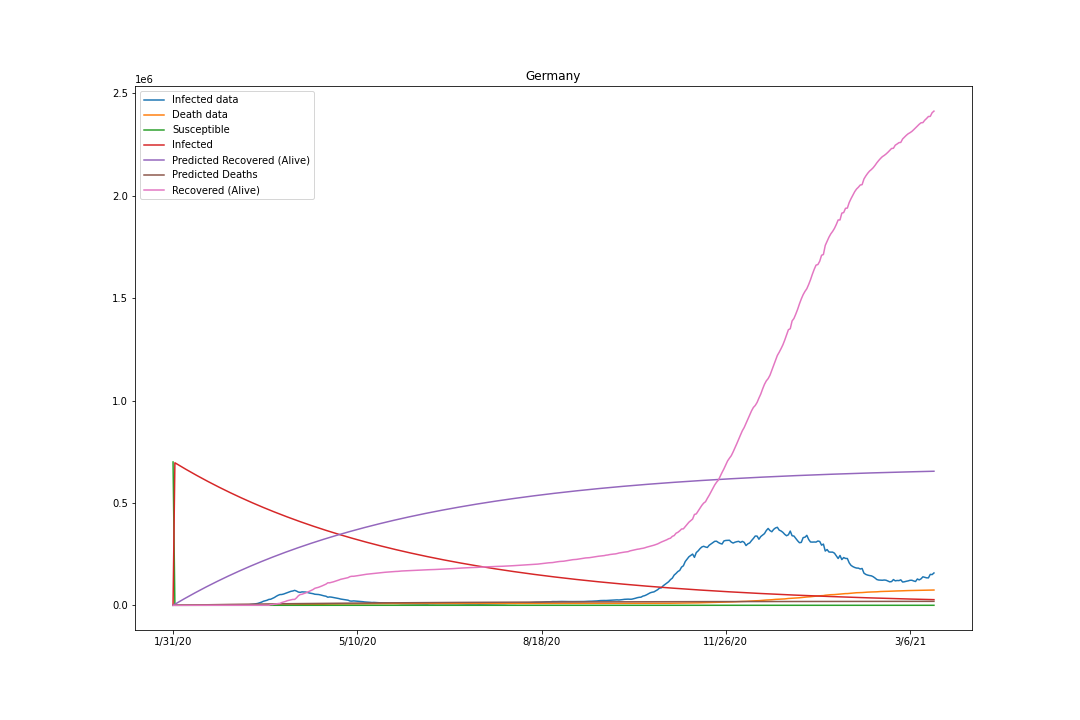 Germany
1e6
2.5
2.0
1.5
1.0
0.5
0.0
Infected data
Death data
Susceptible
Infected
Predicted Recovered (Alive)
Predicted Deaths
Recovered (Alive)
1/31/20 5/10/20 8/18/20 11/26/20 3/6/21